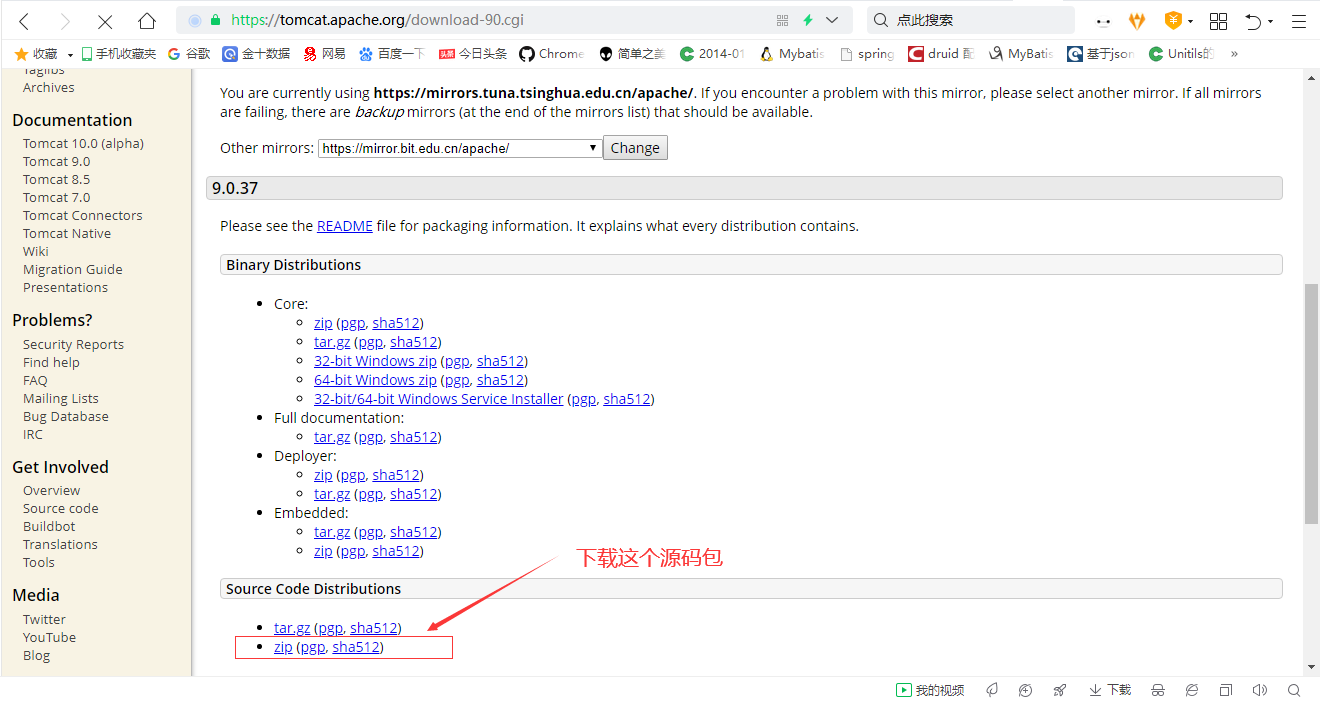 https://tomcat.apache.org/download-90.cgi
点此搜索
收藏 手机收藏夹 谷歌 金十数据 网易 百度一下 头条 今日头条 Chrome 简单之美 2014-01 Mybatis spring druid 配 MyBatis 基于json Unitils的 »
Taglibs
Archives
Documentation
Tomcat 10.0 (alpha)
Tomcat 9.0
Tomcat 8.5
Tomcat 7.0
Tomcat Connectors
Tomcat Native
Wiki
Migration Guide
Presentations
Problems?
Security Reports
Find help
FAQ
Mailing Lists
Bug Database
IRC
Get Involved
Overview
Source code
Buildbot
Translations
Tools
Media
Twitter
YouTube
Blog
You are currently using https://mirrors.tuna.tsinghua.edu.cn/apache/. If you encounter a problem with this mirror, please select another mirror. If all mirrors
are failing, there are backup mirrors (at the end of the mirrors list) that should be available.
Other mirrors: https://mirror.bit.edu.cn/apache/ Change
9.0.37
Please see the README file for packaging information. It explains what every distribution contains.
Binary Distributions
Core:
zip (pgp, sha512)
tar.gz (pgp, sha512)
32-bit Windows zip (pgp, sha512)
64-bit Windows zip (pgp, sha512)
32-bit/64-bit Windows Service Installer (pgp, sha512)
Full documentation:
tar.gz (pgp, sha512)
Deployer:
zip (pgp, sha512)
tar.gz (pgp, sha512)
Embedded:
tar.gz (pgp, sha512)
zip (pgp, sha512)
下载这个源码包
Source Code Distributions
tar.gz (pgp, sha512)
zip (pgp, sha512)
我的视频 下载